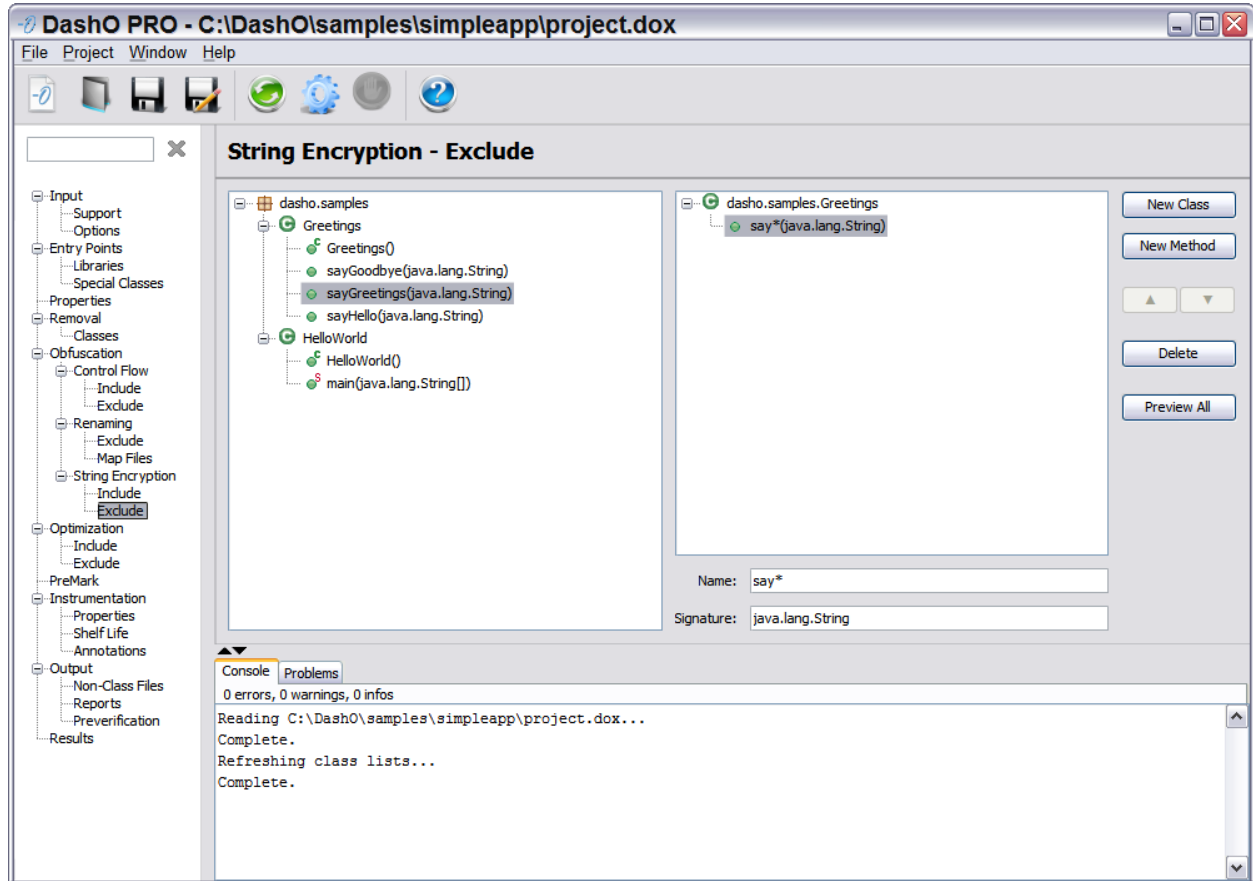 DashO PRO - C:\DashO\samples\simpleapp\project.dox
File Project Window Help
String Encryption - Exclude
Input
Support
Options
Entry Points
Libraries
Special Classes
Properties
Removal
Classes
Obfuscation
Control Flow
Include
Exclude
Renaming
Exclude
Map Files
String Encryption
Include
Exclude
Optimization
Include
Exclude
PreMark
Instrumentation
Properties
Shelf Life
Annotations
Output
Non-Class Files
Reports
Preverification
Results
dasho.samples
Greetings
Greetings()
sayGoodbye(java.lang.String)
sayGreetings(java.lang.String)
sayHello(java.lang.String)
HelloWorld
HelloWorld()
main(java.lang.String[])
dasho.samples.Greetings
say*(java.lang.String)
New Class
New Method
Delete
Preview All
Name: say*
Signature: java.lang.String
Console Problems
0 errors, 0 warnings, 0 infos
Reading C:\DashO\samples\simpleapp\project.dox...
Complete.
Refreshing class lists...
Complete.